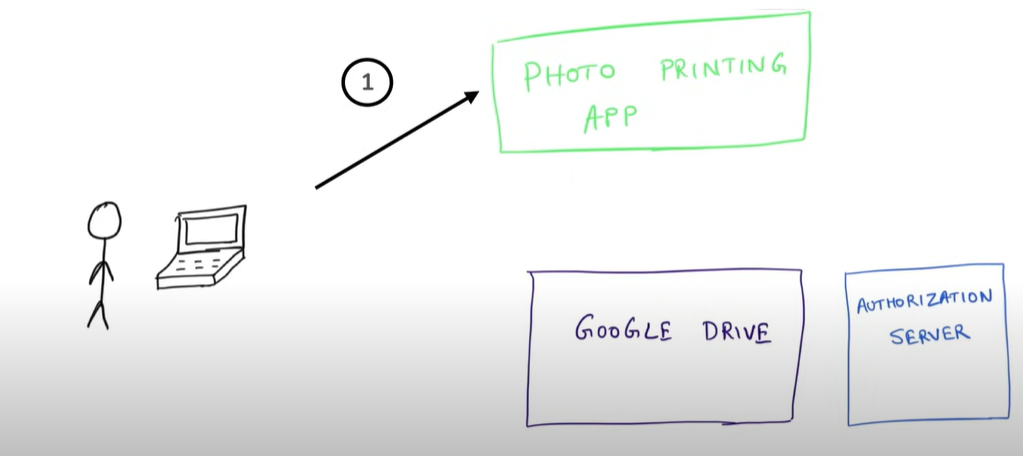 1
PHOTO PRINTING
APP
GOOGLE DRIVE
AUTHORIZATION
SERVER